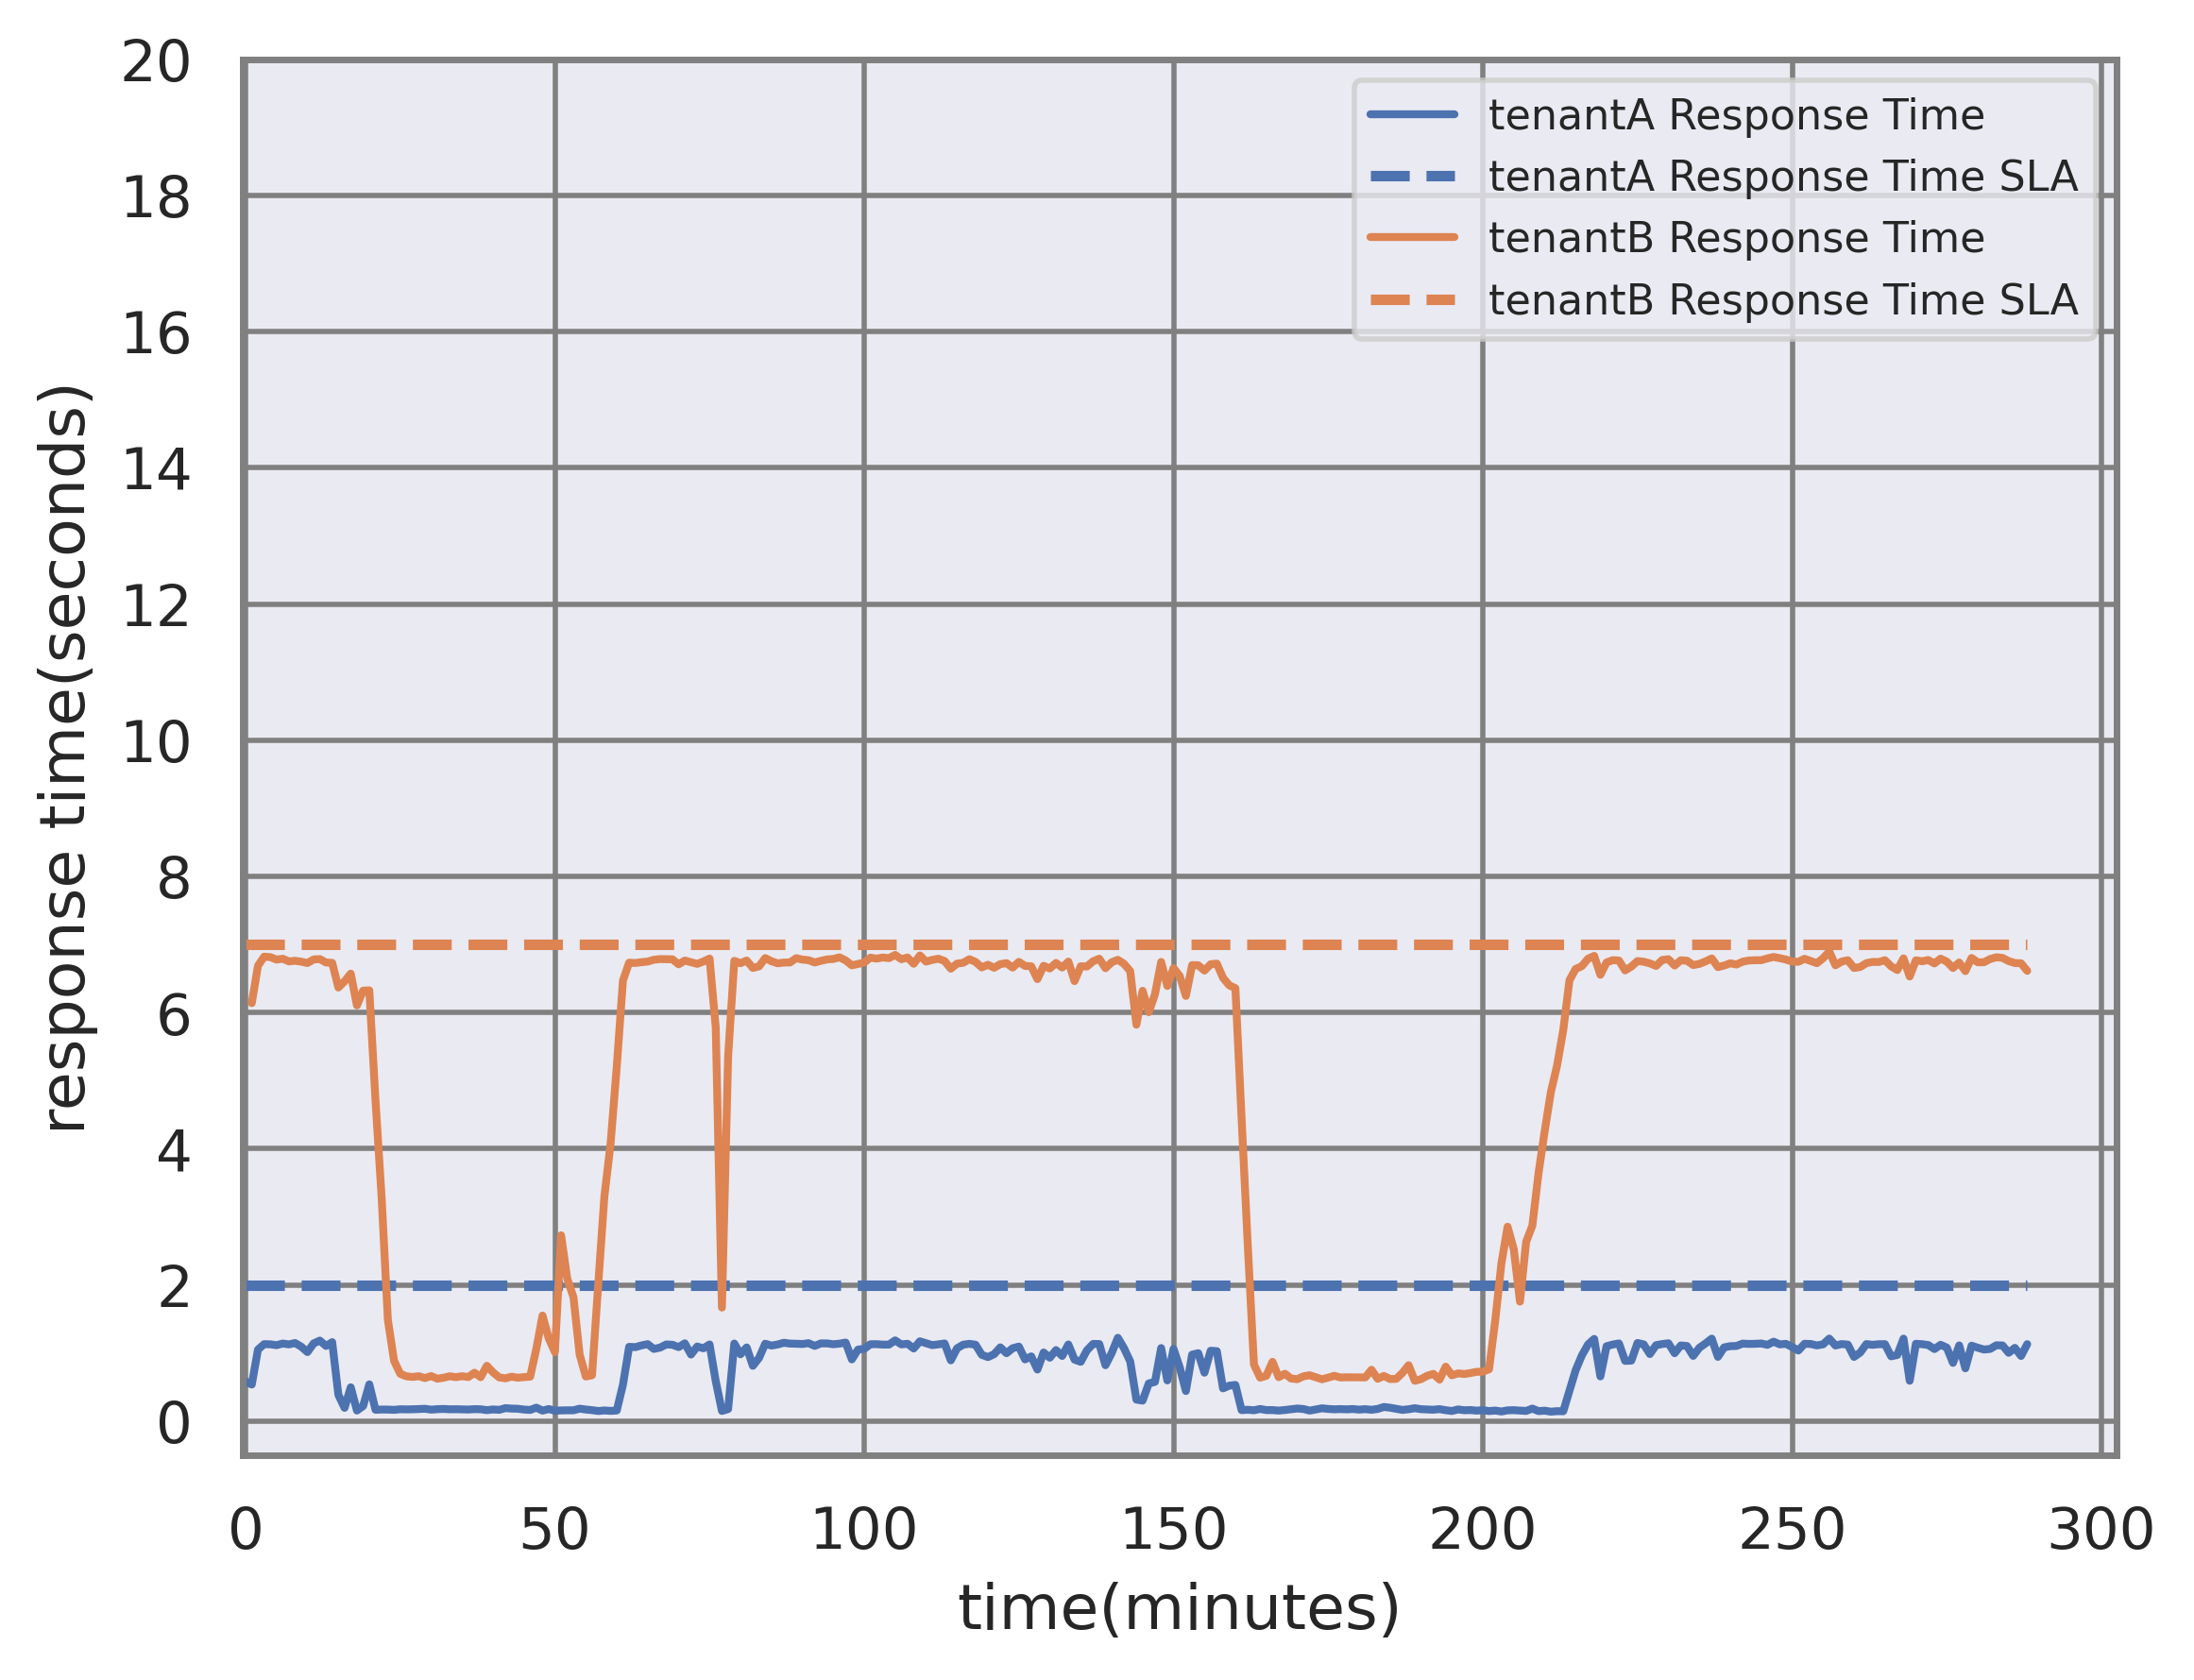 20
18
16
14
12
10
8
6
4
2
0
response time(seconds)
tenantA Response Time
tenantA Response Time SLA
tenantB Response Time
tenantB Response Time SLA
0 50 100 150 200 250 300
time(minutes)